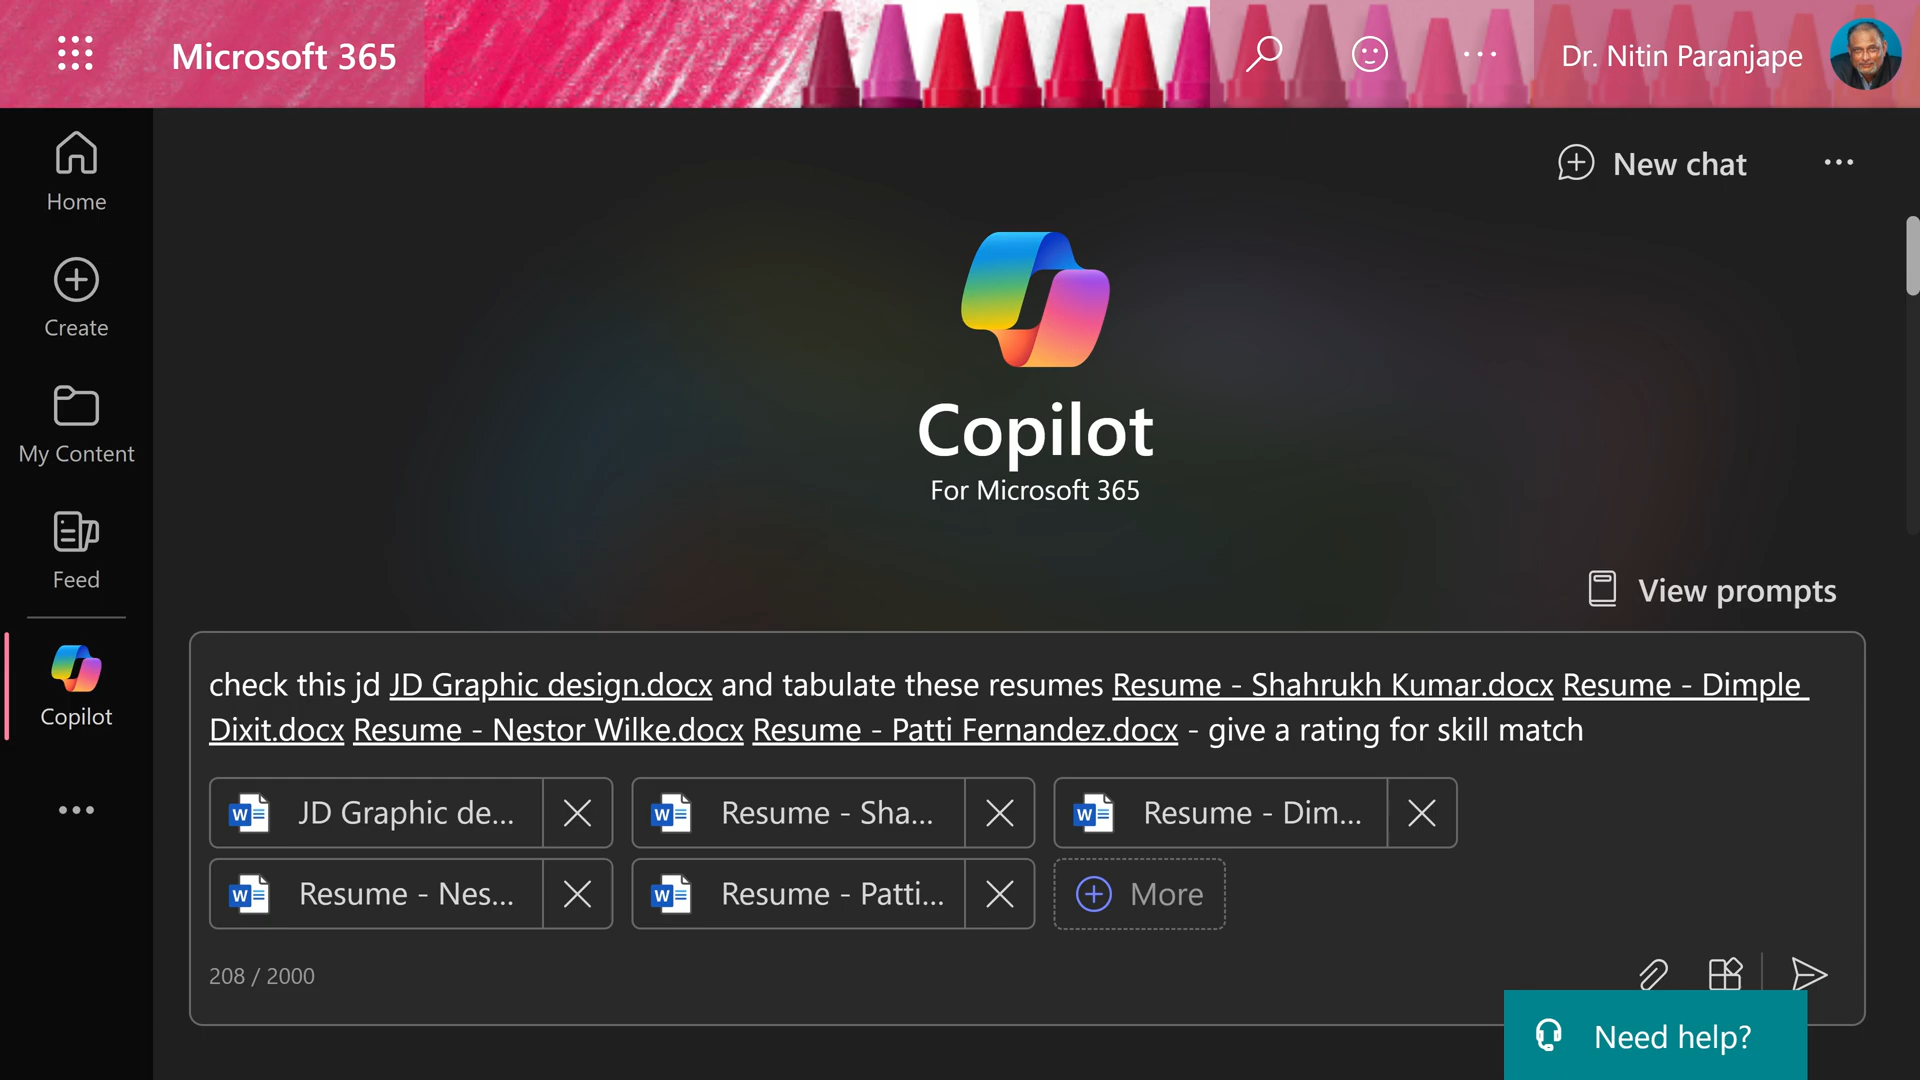 Microsoft 365
Dr. Nitin Paranjape
Home
Create
My Content
Feed
Copilot
New chat
Copilot
For Microsoft 365
View prompts
check this jd JD Graphic design.docx and tabulate these resumes Resume - Shahrukh Kumar.docx Resume - Dimple
Dixit.docx Resume - Nestor Wilke.docx Resume - Patti Fernandez.docx - give a rating for skill match
W JD Graphic de... W Resume - Sha... W Resume - Dim...
W Resume - Nes... W Resume - Patti... More
208 / 2000
Need help?